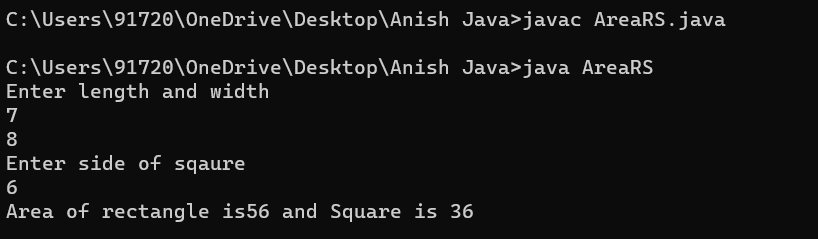 C:\Users\91720\OneDrive\Desktop\Anish Java>javac AreaRS.java
C:\Users\91720\OneDrive\Desktop\Anish Java>java AreaRS
Enter length and width
7
8
Enter side of sqaure
6
Area of rectangle is56 and Square is 36